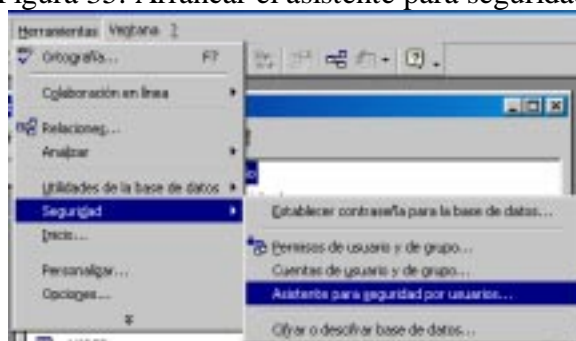 Figura 33: Arrancar el asistente para seguridad
Herramientas Ventana ?
Ortografía... F7
Colaboración en línea
Relaciones...
Analizar
Utilidades de la base de datos
Seguridad
Inicio...
Personalizar...
Opciones...
Establecer contraseña para la base de datos...
Permisos de usuario y de grupo...
Cuentas de usuario y de grupo...
Asistente para seguridad por usuarios...
Cifrar o descifrar base de datos...